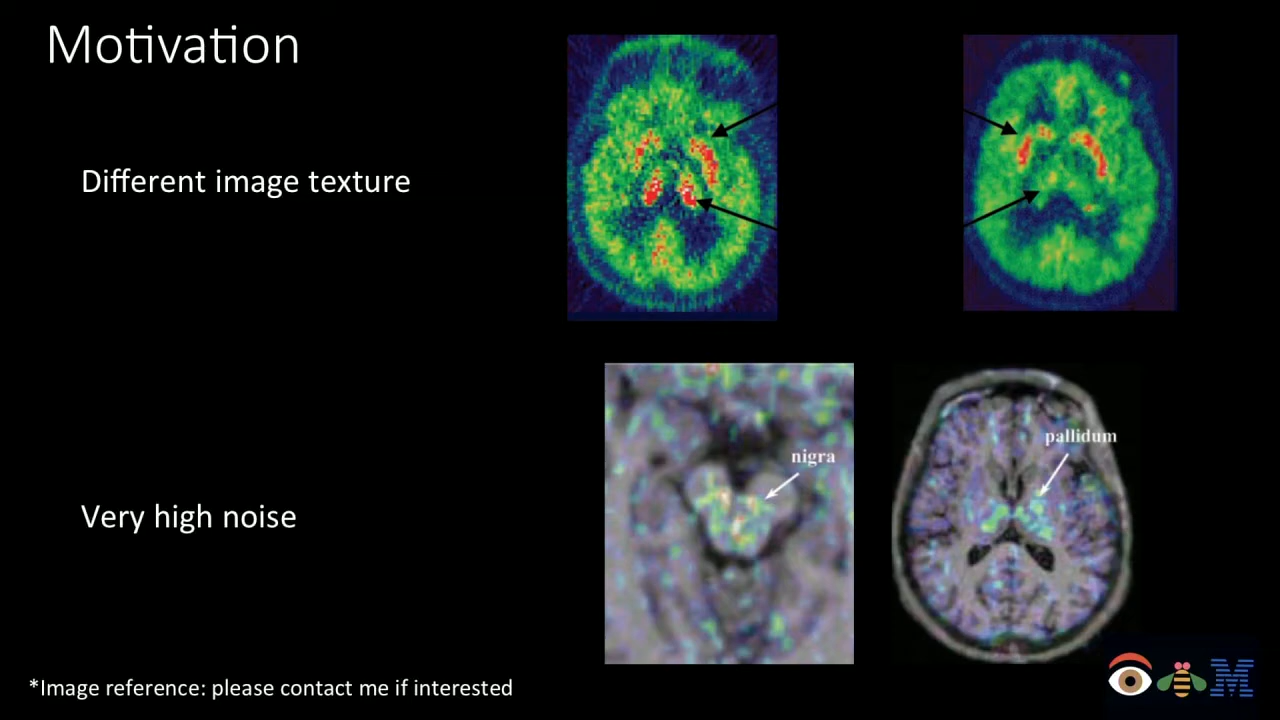 Motivation
Different image texture
nigra
pallidum
Very high noise
*Image reference: please contact me if interested
M